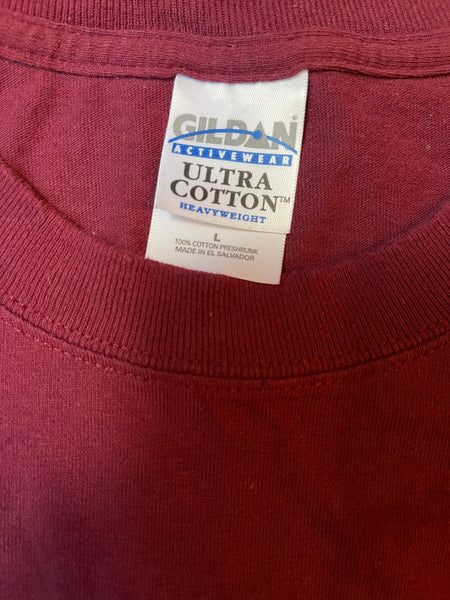 GILDAN®
ACTIVEWEAR
ULTRA
COTTON™
HEAVYWEIGHT
L
100% COTTON PRESHRUNK
MADE IN EL SALVADOR